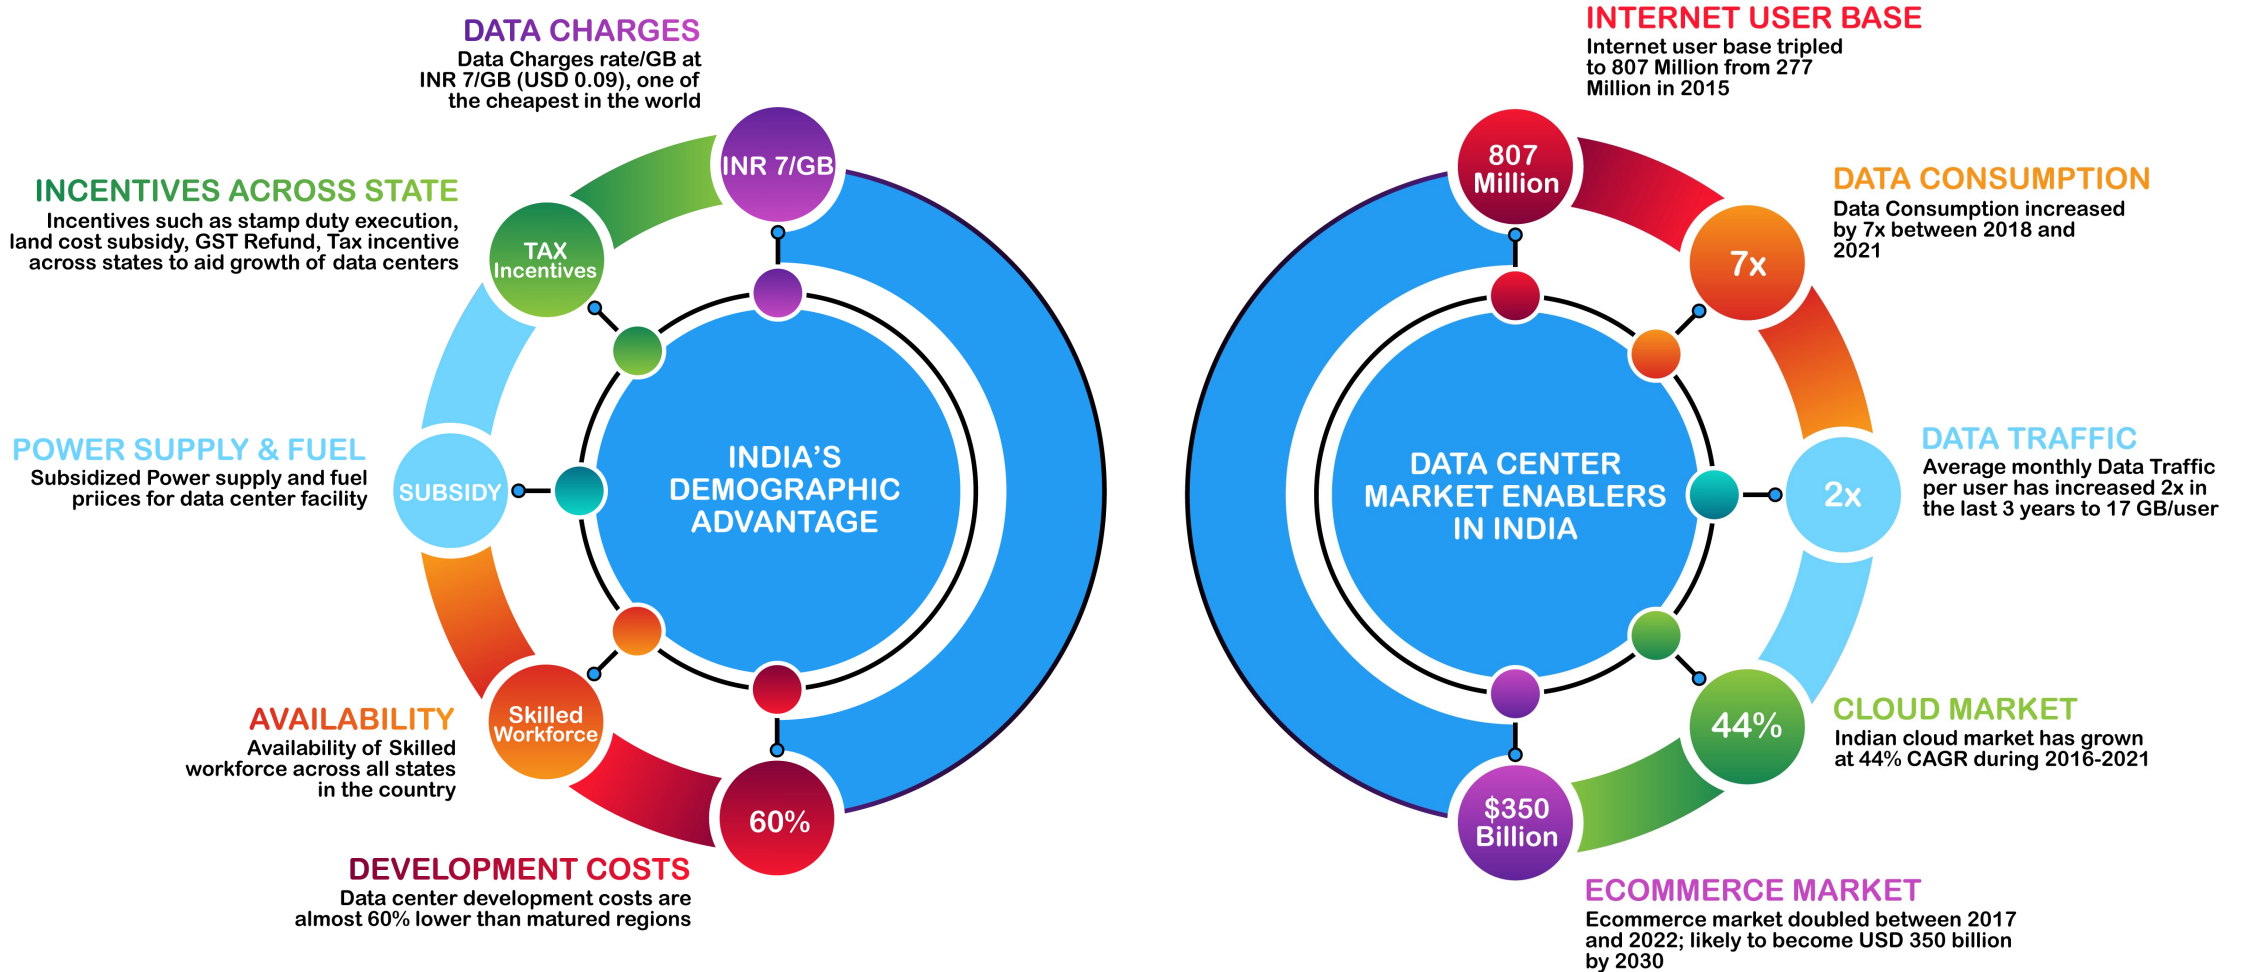 DATA CHARGES
Data Charges rate/GB at
INR 7/GB (USD 0.09), one of
the cheapest in the world
INR 7/GB
INCENTIVES ACROSS STATE
Incentives such as stamp duty execution,
land cost subsidy, GST Refund, Tax incentive
across states to aid growth of data centers
TAX
Incentives
POWER SUPPLY & FUEL
Subsidized Power supply and fuel
priices for data center facility
SUBSIDY
AVAILABILITY
Availability of Skilled
workforce across all states
in the country
Skilled
Workforce
DEVELOPMENT COSTS
Data center development costs are
almost 60% lower than matured regions
60%
INDIA'S
DEMOGRAPHIC
ADVANTAGE
INTERNET USER BASE
Internet user base tripled
to 807 Million from 277
Million in 2015
807
Million
DATA CONSUMPTION
Data Consumption increased
by 7x between 2018 and
2021
7x
DATA TRAFFIC
Average monthly Data Traffic
per user has increased 2x in
the last 3 years to 17 GB/user
2x
CLOUD MARKET
Indian cloud market has grown
at 44% CAGR during 2016-2021
44%
ECOMMERCE MARKET
Ecommerce market doubled between 2017
and 2022; likely to become USD 350 billion
by 2030
$350
Billion
DATA CENTER
MARKET ENABLERS
IN INDIA